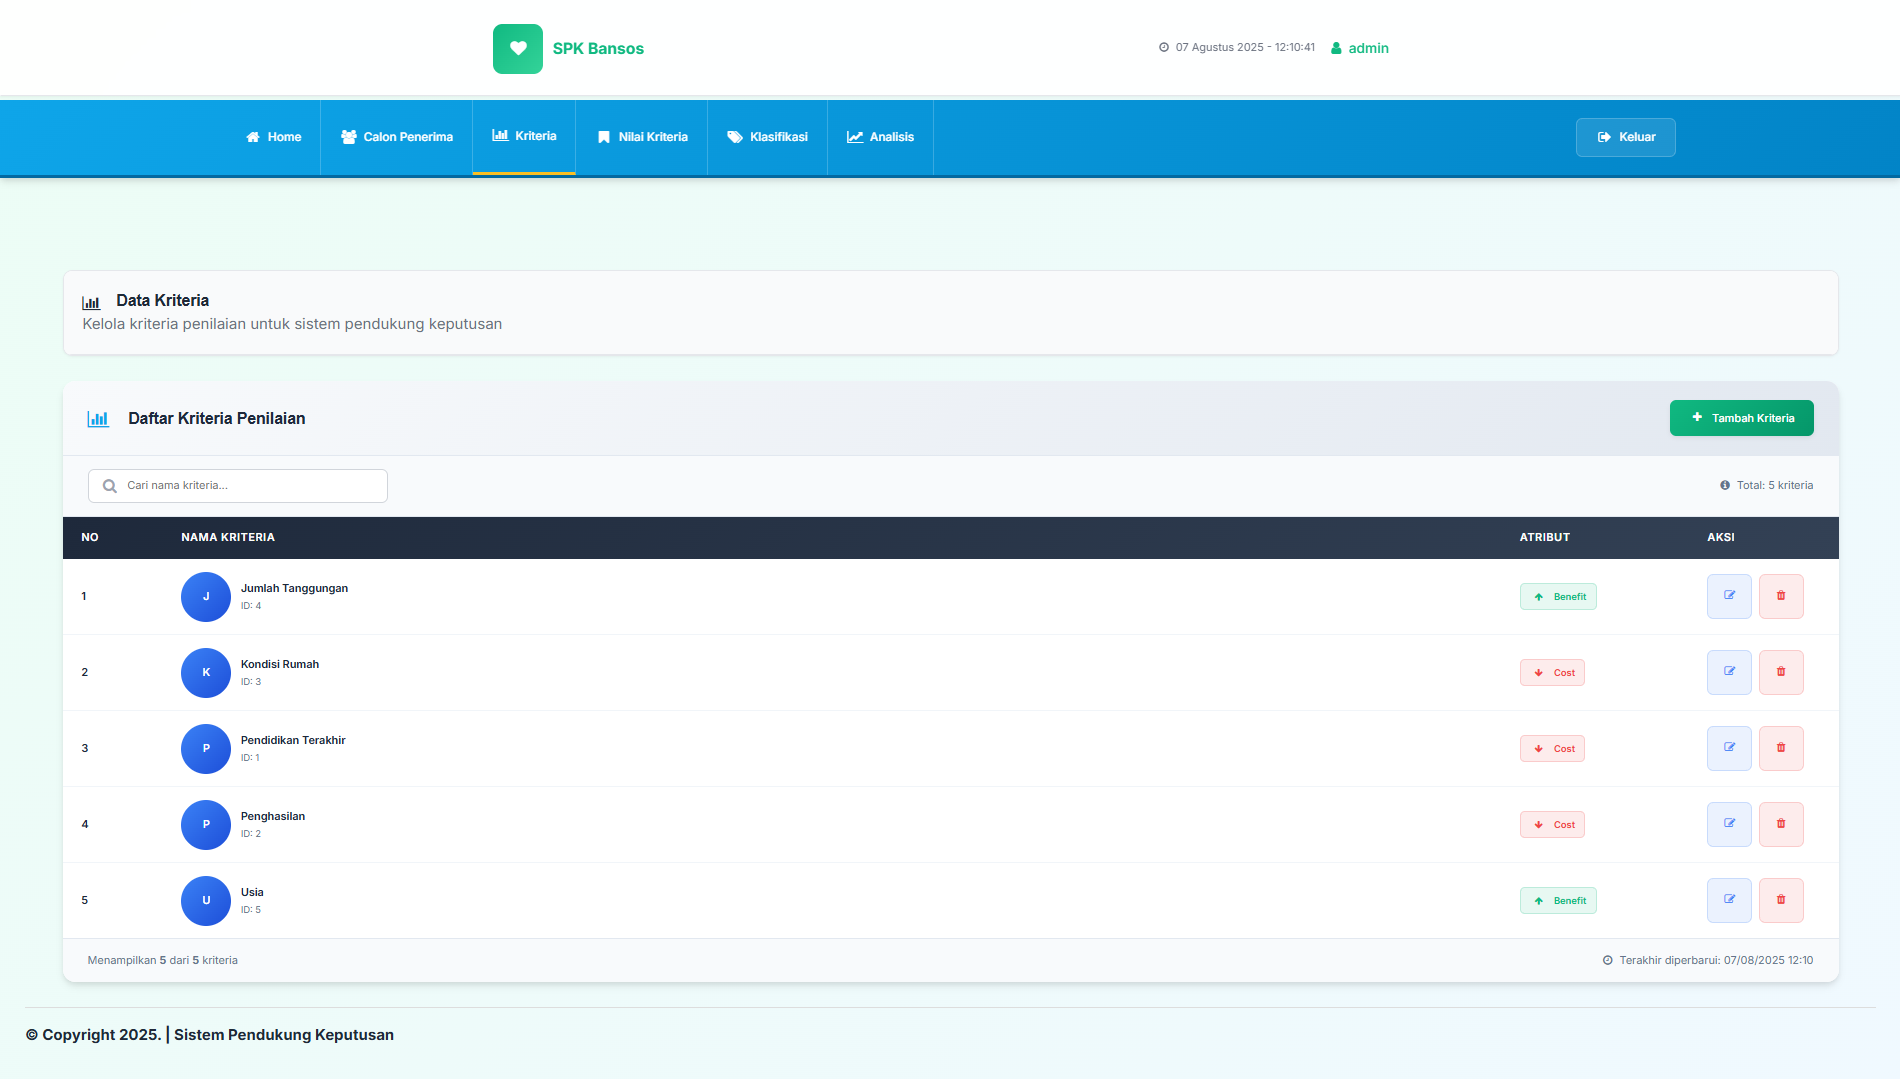 SPK Bansos
07 Agustus 2025 - 12:10:41 admin
Home Calon Penerima Kriteria Nilai Kriteria Klasifikasi Analisis Keluar
Data Kriteria
Kelola kriteria penilaian untuk sistem pendukung keputusan
Daftar Kriteria Penilaian
Tambah Kriteria
Cari nama kriteria...
Total: 5 kriteria
NO NAMA KRITERIA ATRIBUT AKSI
1 J Jumlah Tanggungan Benefit
ID: 4
2 K Kondisi Rumah Cost
ID: 3
3 P Pendidikan Terakhir Cost
ID: 1
4 P Penghasilan Cost
ID: 2
5 U Usia Benefit
ID: 5
Menampilkan 5 dari 5 kriteria
Terakhir diperbarui: 07/08/2025 12:10
© Copyright 2025. | Sistem Pendukung Keputusan